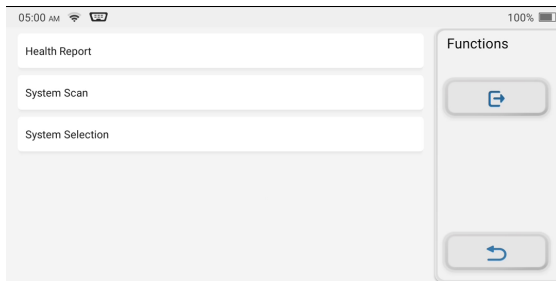 05:00 AM
100%
Functions
Health Report
System Scan
System Selection